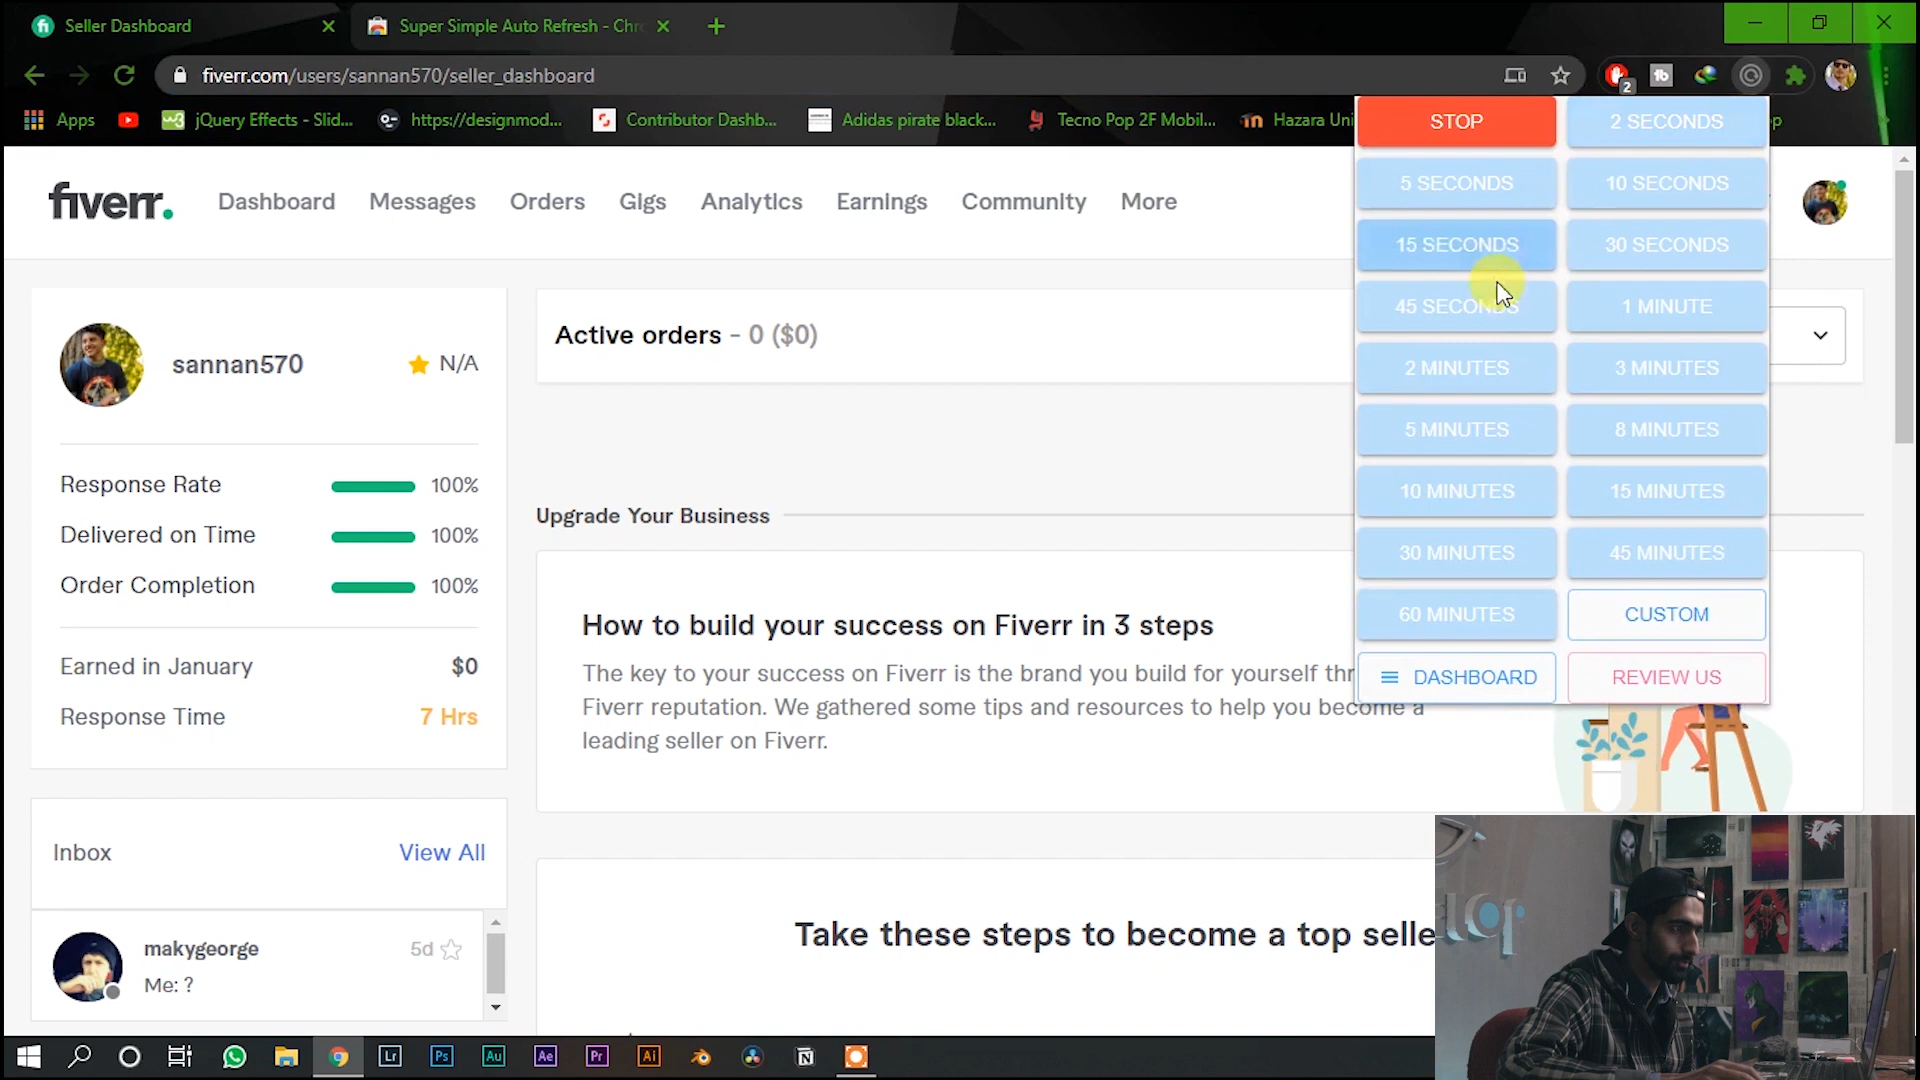 Seller Dashboard
Super Simple Auto Refresh - Chr
fiverr.com/users/sannan570/seller_dashboard
2
Apps
jQuery Effects - Slid...
https://designmod...
Contributor Dashb...
Adidas pirate black...
Tecno Pop 2F Mobil...
Hazara Uni
STOP
2 SECONDS
5 SECONDS
10 SECONDS
15 SECONDS
30 SECONDS
45 SECONDS
1 MINUTE
2 MINUTES
3 MINUTES
5 MINUTES
8 MINUTES
10 MINUTES
15 MINUTES
30 MINUTES
45 MINUTES
60 MINUTES
CUSTOM
DASHBOARD
REVIEW US
fiverr.
Dashboard
Messages
Orders
Gigs
Analytics
Earnings
Community
More
sannan570
N/A
Response Rate
100%
Delivered on Time
100%
Order Completion
100%
Earned in January
$0
Response Time
7 Hrs
Inbox
View All
makygeorge
5d
Me: ?
Active orders - 0 ($0)
Upgrade Your Business
How to build your success on Fiverr in 3 steps
The key to your success on Fiverr is the brand you build for yourself thr
Fiverr reputation. We gathered some tips and resources to help you become a
leading seller on Fiverr.
Take these steps to become a top selle
Lr
Ps
Au
Ae
Pr
Ai